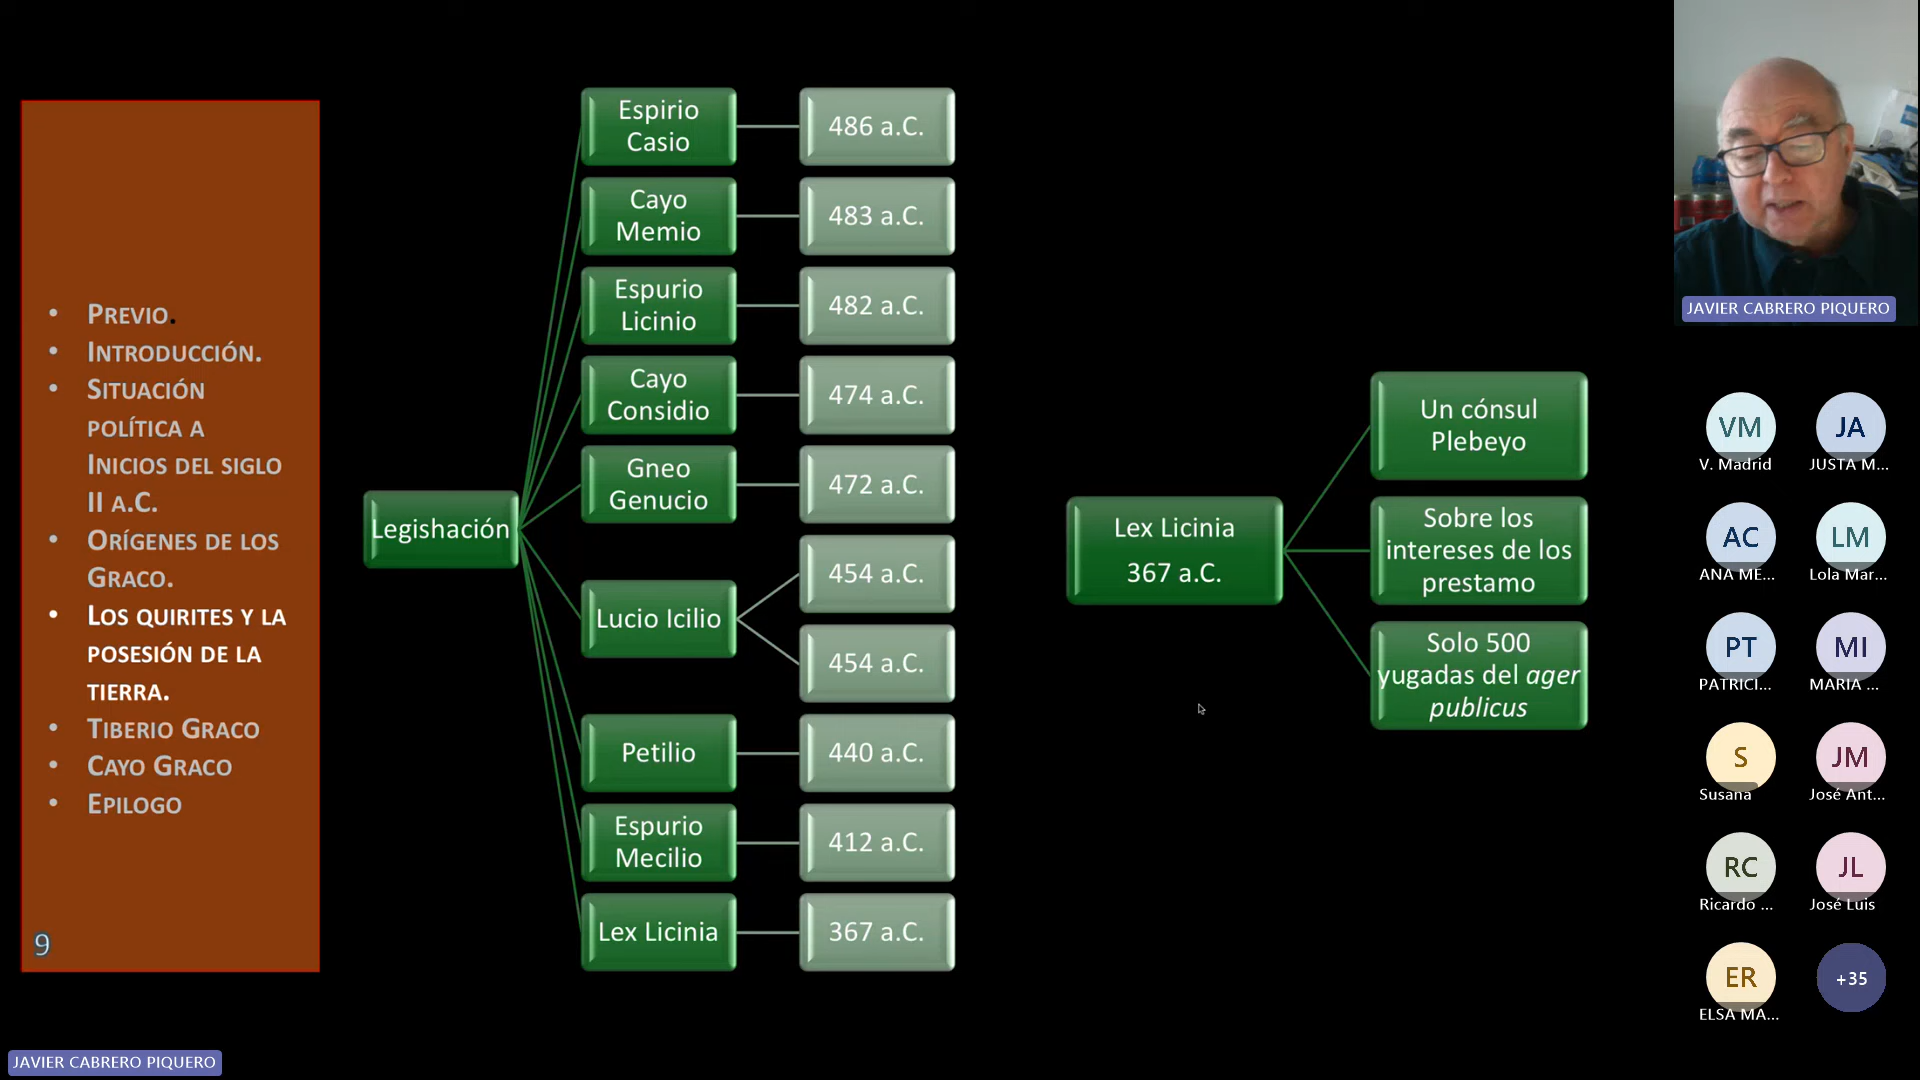 PREVIO.
INTRODUCCIÓN.
SITUACIÓN
POLÍTICA A
INICIOS DEL SIGLO
II A.C.
ORÍGENES DE LOS
GRACO.
LOS QUIRITES Y LA
POSESIÓN DE LA
TIERRA.
TIBERIO GRACO
CAYO GRACO
EPILOGO
9
Legishación
Espirio
Casio
486 a.C.
Cayo
Memio
483 a.C.
Espurio
Licinio
482 a.C.
Cayo
Considio
474 a.C.
Gneo
Genucio
472 a.C.
Lucio Icilio
454 a.C.
454 a.C.
Petilio
440 a.C.
Espurio
Mecilio
412 a.C.
Lex Licinia
367 a.C.
Lex Licinia
367 a.C.
Un cónsul
Plebeyo
Sobre los
intereses de los
prestamo
Solo 500
yugadas del ager
publicus
JAVIER CABRERO PIQUERO
VM
V. Madrid
JA
JUSTA M...
AC
ANA ME...
LM
Lola Mar...
PT
PATRICI...
MI
MARIA ...
S
Susana
JM
José Ant...
RC
Ricardo ...
JL
José Luis
ER
ELSA MA...
+35
JAVIER CABRERO PIQUERO